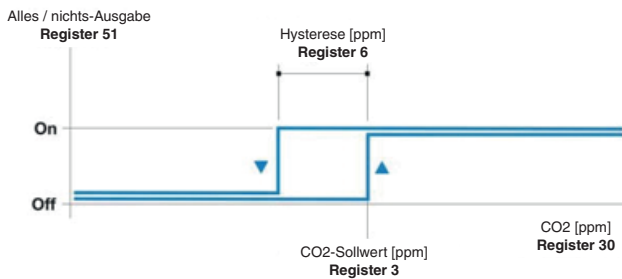 Alles / nichts-Ausgabe
Register 51
Hysterese [ppm]
Register 6
On
Off
CO2 [ppm]
Register 30
CO2-Sollwert [ppm]
Register 3